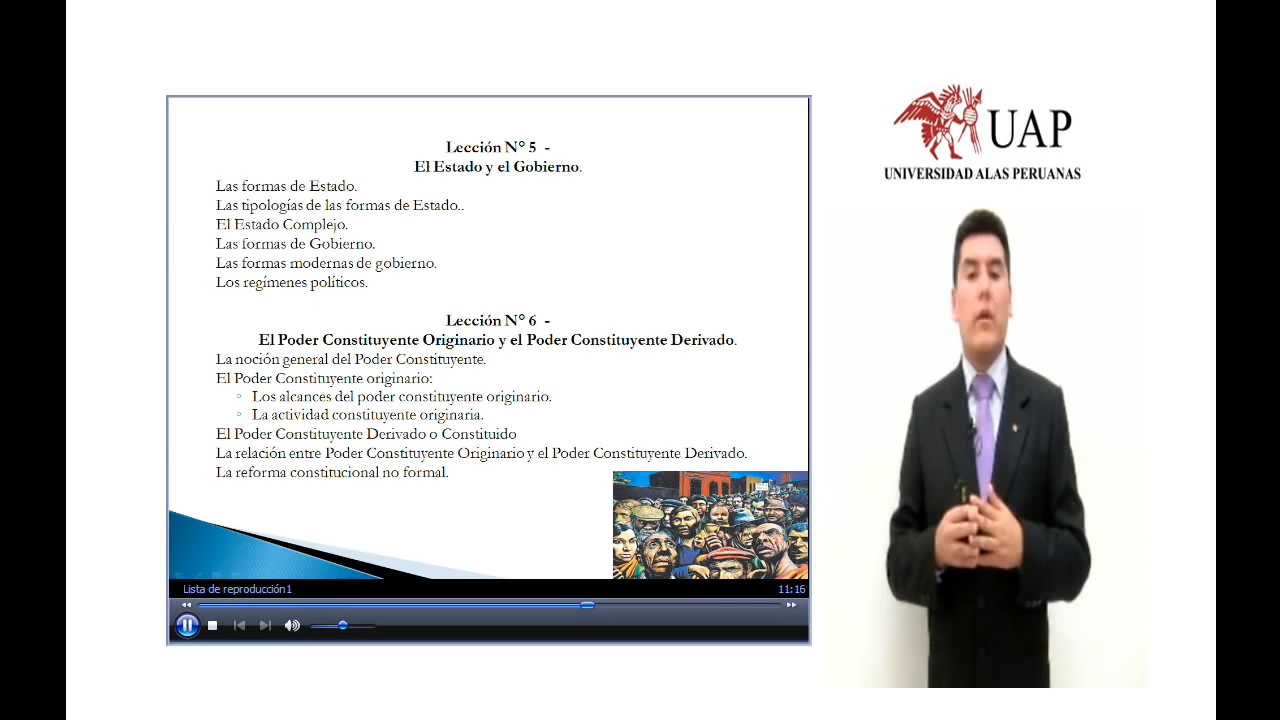 Lección N° 5 -
El Estado y el Gobierno.
Las formas de Estado.
Las tipologías de las formas de Estado..
El Estado Complejo.
Las formas de Gobierno.
Las formas modernas de gobierno.
Los regímenes políticos.
Lección N° 6 -
El Poder Constituyente Originario y el Poder Constituyente Derivado.
La noción general del Poder Constituyente.
El Poder Constituyente originario:
◦ Los alcances del poder constituyente originario.
◦ La actividad constituyente originaria.
El Poder Constituyente Derivado o Constituido
La relación entre Poder Constituyente Originario y el Poder Constituyente Derivado.
La reforma constitucional no formal.
Lista de reproducción1
11:16
UAP
UNIVERSIDAD ALAS PERUANAS